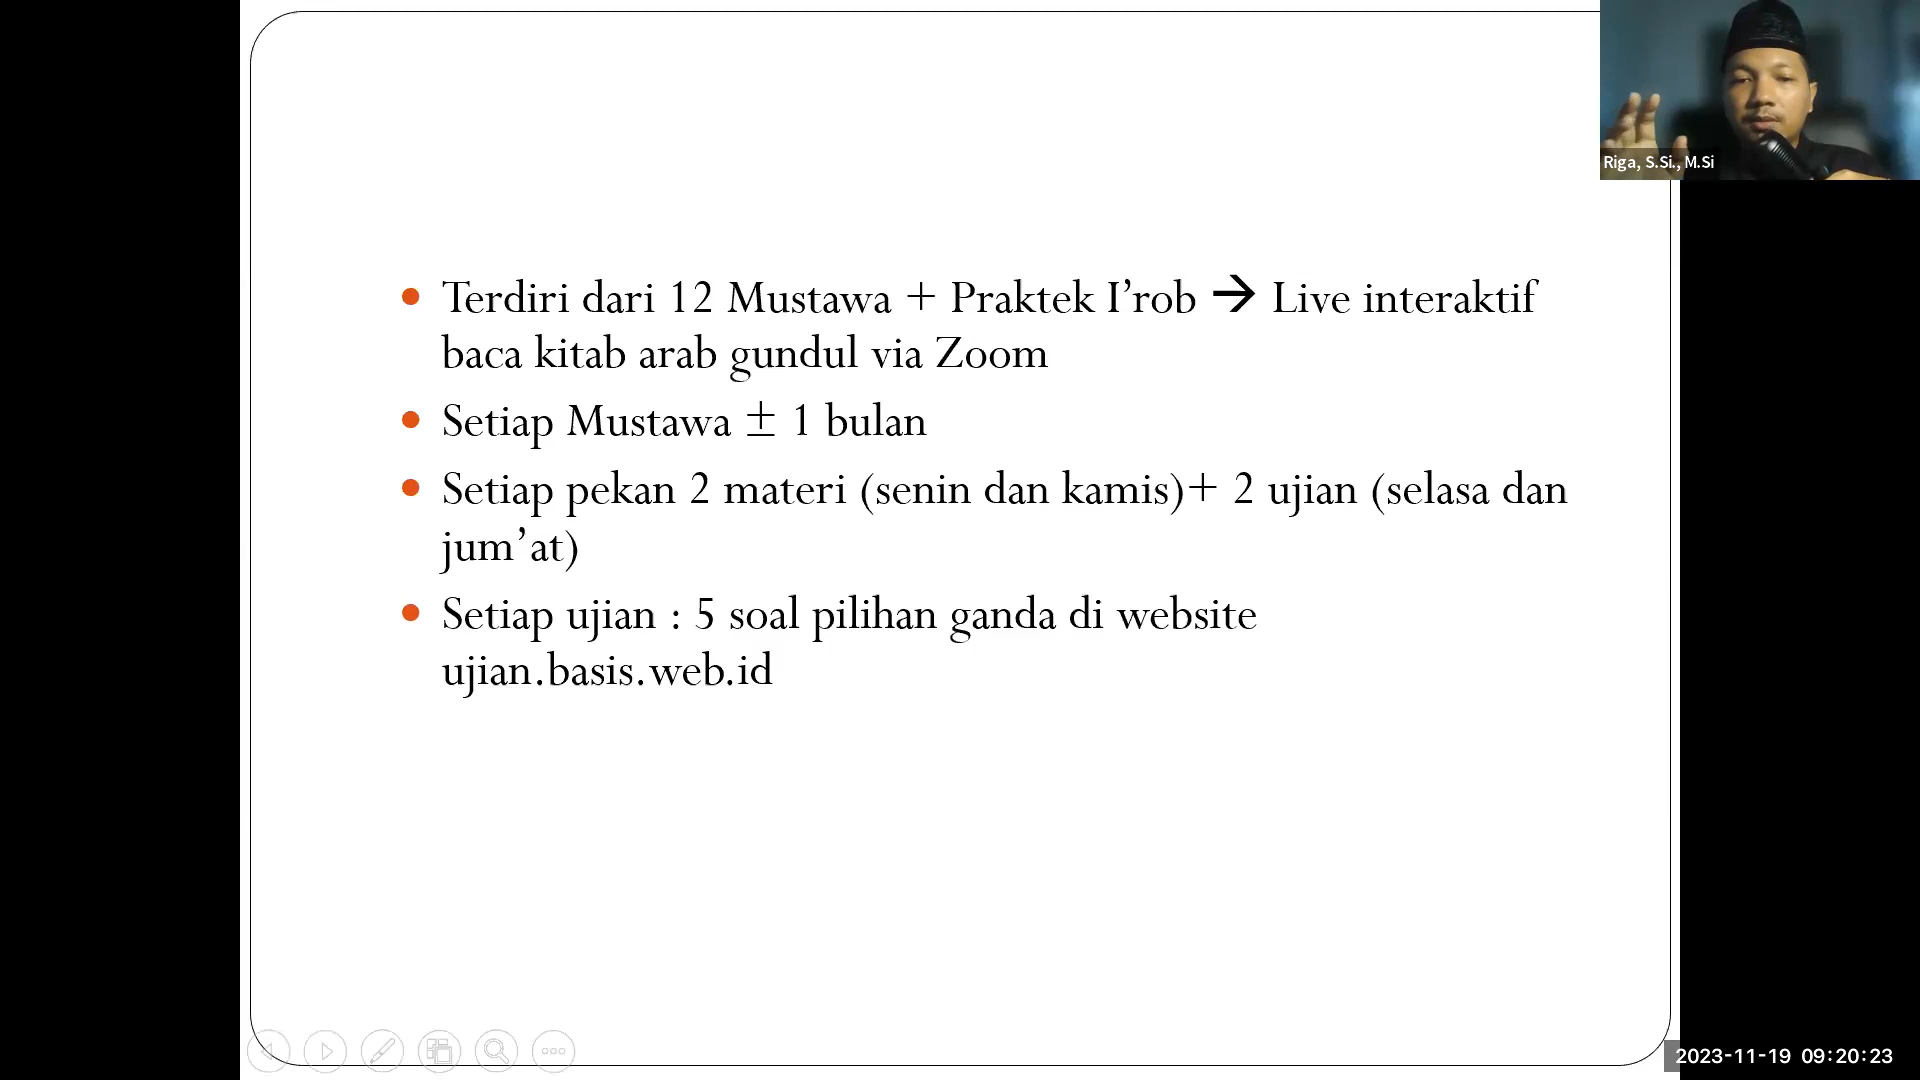 Riga, S.Si., M.Si
Terdiri dari 12 Mustawa + Praktek I’rob → Live interaktif
baca kitab arab gundul via Zoom
Setiap Mustawa ± 1 bulan
Setiap pekan 2 materi (senin dan kamis)+ 2 ujian (selasa dan
jum’at)
Setiap ujian : 5 soal pilihan ganda di website
ujian.basis.web.id
2023-11-19 09:20:23